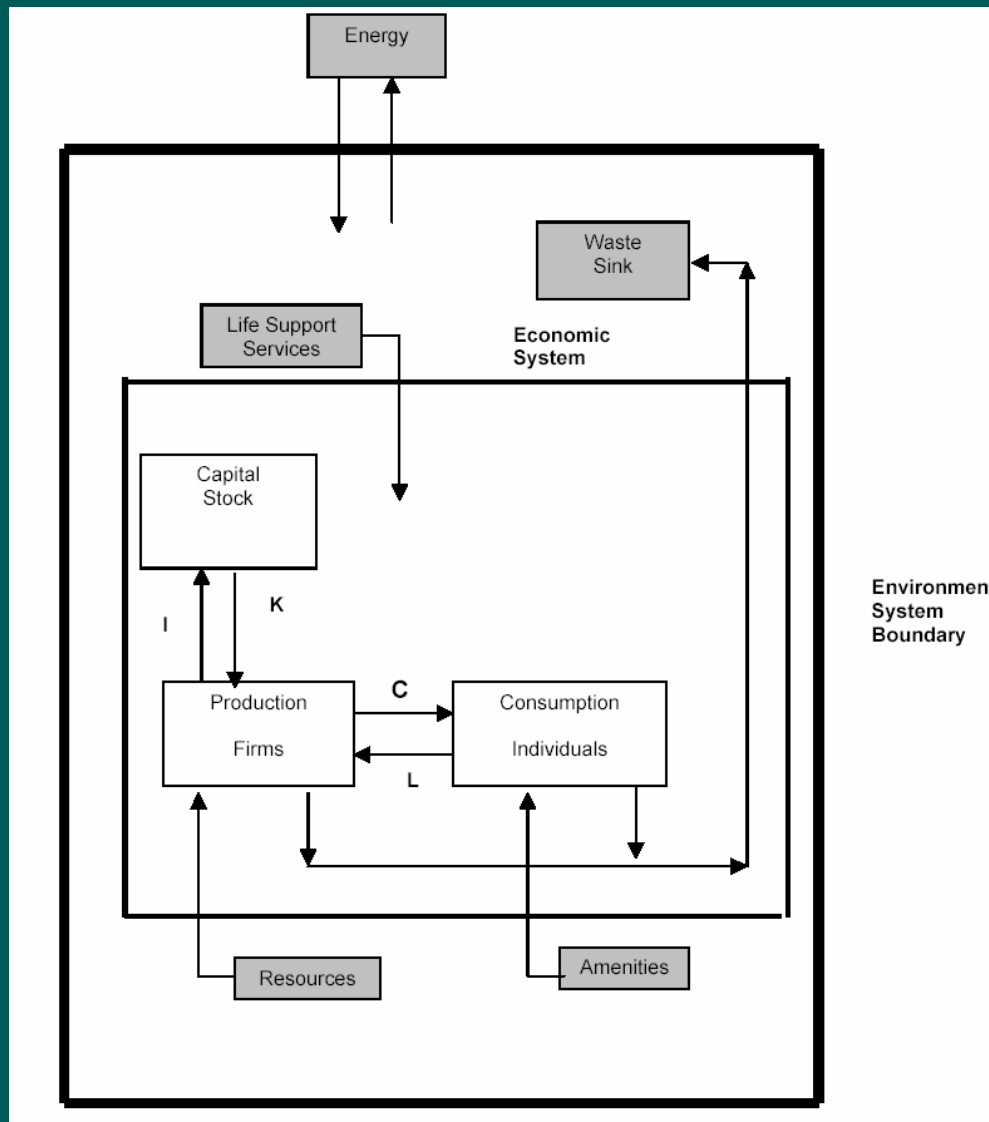 Energy
Waste
Sink
Life Support
Services
Economic
System
Capital
Stock
I
K
Environmen
System
Boundary
Production
Firms
C
Consumption
Individuals
L
Resources
Amenities